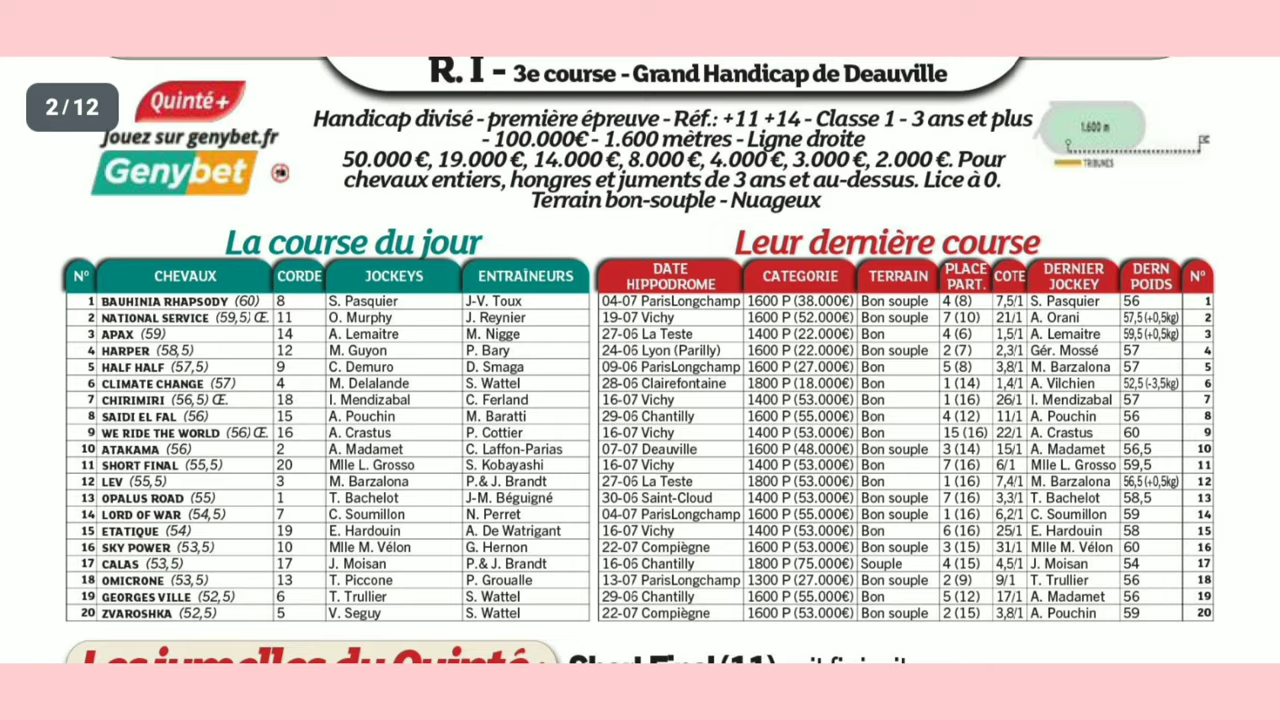 R. I - 3e course - Grand Handicap de Deauville
2/12
Quinté+
Jouez sur genybet.fr
Genybet
Handicap divisé - première épreuve - Réf.: +11 +14 - Classe 1 - 3 ans et plus
- 100.000€ - 1.600 mètres - Ligne droite
50.000 €, 19.000 €, 14.000 €, 8.000 €, 4.000 €, 3.000 €, 2.000 €. Pour
chevaux entiers, hongres et juments de 3 ans et au-dessus. Lice à 0.
Terrain bon-souple - Nuageux
1.600 m
TRIBUNES
La course du jour Leur dernière course
N° CHEVAUX CORDE JOCKEYS ENTRAÎNEURS DATE HIPPODROME CATEGORIE TERRAIN PLACE PART. COTE DERNIER JOCKEY DERN POIDS N°
1 BAUHINIA RHAPSODY (60) 8 S. Pasquier J-V. Toux 04-07 ParisLongchamp 1600 P (38.000€) Bon souple 4 (8) 7,5/1 S. Pasquier 56 1
2 NATIONAL SERVICE (59,5) Œ. 11 O. Murphy J. Reynier 19-07 Vichy 1600 P (52.000€) Bon souple 7 (10) 21/1 A. Orani 57,5 (+0,5kg) 2
3 APAX (59) 14 A. Lemaitre M. Nigge 27-06 La Teste 1400 P (22.000€) Bon 4 (6) 1,5/1 A. Lemaitre 59,5 (+0,5kg) 3
4 HARPER (58,5) 12 M. Guyon P. Bary 24-06 Lyon (Parilly) 1600 P (22.000€) Bon souple 2 (7) 2,3/1 Gér. Mossé 57 4
5 HALF HALF (57,5) 9 C. Demuro D. Smaga 09-06 ParisLongchamp 1600 P (27.000€) Bon 5 (8) 3,8/1 M. Barzalona 57 5
6 CLIMATE CHANGE (57) 4 M. Delalande S. Wattel 28-06 Clairefontaine 1800 P (18.000€) Bon 1 (14) 1,4/1 A. Vilchien 52,5 (-3,5kg) 6
7 CHIRIMIRI (56,5) Œ. 18 I. Mendizabal C. Ferland 16-07 Vichy 1400 P (53.000€) Bon 1 (16) 26/1 I. Mendizabal 57 7
8 SAIDI EL FAL (56) 15 A. Pouchin M. Baratti 29-06 Chantilly 1600 P (55.000€) Bon 4 (12) 11/1 A. Pouchin 56 8
9 WE RIDE THE WORLD (56) Œ. 16 A. Crastus P. Cottier 16-07 Vichy 1400 P (53.000€) Bon 15 (16) 22/1 A. Crastus 60 9
10 ATAKAMA (56) 2 A. Madamet C. Laffon-Parias 07-07 Deauville 1600 P (48.000€) Bon souple 3 (14) 15/1 A. Madamet 56,5 10
11 SHORT FINAL (55,5) 20 Mlle L. Grosso S. Kobayashi 16-07 Vichy 1400 P (53.000€) Bon 7 (16) 6/1 Mlle L. Grosso 59,5 11
12 LEV (55,5) 3 M. Barzalona P.& J. Brandt 27-06 La Teste 1800 P (53.000€) Bon 1 (16) 7,4/1 M. Barzalona 56,5 (+0,5kg) 12
13 OPALUS ROAD (55) 1 T. Bachelot J-M. Béguigné 30-06 Saint-Cloud 1400 P (53.000€) Bon souple 7 (16) 3,3/1 T. Bachelot 58,5 13
14 LORD OF WAR (54,5) 7 C. Soumillon N. Perret 04-07 ParisLongchamp 1600 P (55.000€) Bon souple 1 (16) 6,2/1 C. Soumillon 59 14
15 ETATIQUE (54) 19 E. Hardouin A. De Watrigant 16-07 Vichy 1400 P (53.000€) Bon 6 (16) 25/1 E. Hardouin 58 15
16 SKY POWER (53,5) 10 Mlle M. Vélon G. Hernon 22-07 Compiègne 1600 P (53.000€) Bon souple 3 (15) 31/1 Mlle M. Vélon 60 16
17 CALAS (53,5) 17 J. Moisan P.& J. Brandt 16-06 Chantilly 1800 P (75.000€) Souple 4 (15) 4,5/1 J. Moisan 54 17
18 OMICRONE (53,5) 13 T. Piccone P. Groualle 13-07 ParisLongchamp 1300 P (27.000€) Bon souple 2 (9) 9/1 T. Trullier 56 18
19 GEORGES VILLE (52,5) 6 T. Trullier S. Wattel 29-06 Chantilly 1600 P (55.000€) Bon 5 (12) 17/1 A. Madamet 56 19
20 ZVAROSHKA (52,5) 5 V. Seguy S. Wattel 22-07 Compiègne 1600 P (53.000€) Bon souple 2 (15) 3,8/1 A. Pouchin 59 20
Les jumelles du Quinté Short Final (11)